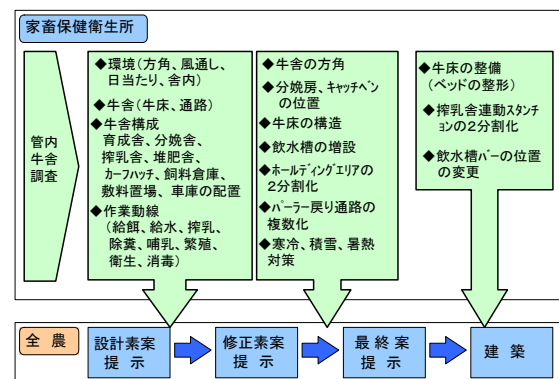 家畜保健衛生所
管内
牛舎
調査
◆環境(方角、風通し、
日当たり、舎内)
◆牛舎(牛床、通路)
◆牛舎構成
育成舎、分娩舎、
搾乳舎、堆肥舎、
カーフハッチ、飼料倉庫、
敷料置場、車庫の配置
◆作業動線
(給餌、給水、搾乳、
除糞、哺乳、繁殖、
衛生、消毒)
◆牛舎の方角
◆分娩房、キャッチペン
の位置
◆牛床の構造
◆飲水槽の増設
◆ホールディングエリアの
2分割化
◆パーラー戻り通路の
複数化
◆寒冷、積雪、暑熱
対策
◆牛床の整備
(ベッドの整形)
◆搾乳舎連動スタンチ
ョンの2分割化
◆飲水槽バーの位置
の変更
全 農
設計素案
提 示
修正素案
提 示
最 終 案
提 示
建 築